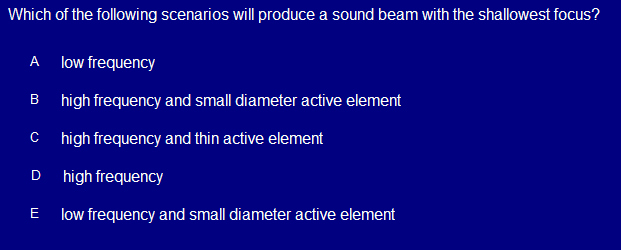 Which of the following scenarios will produce a sound beam with the shallowest focus?
A low frequency
B high frequency and small diameter active element
C high frequency and thin active element
D high frequency
E low frequency and small diameter active element